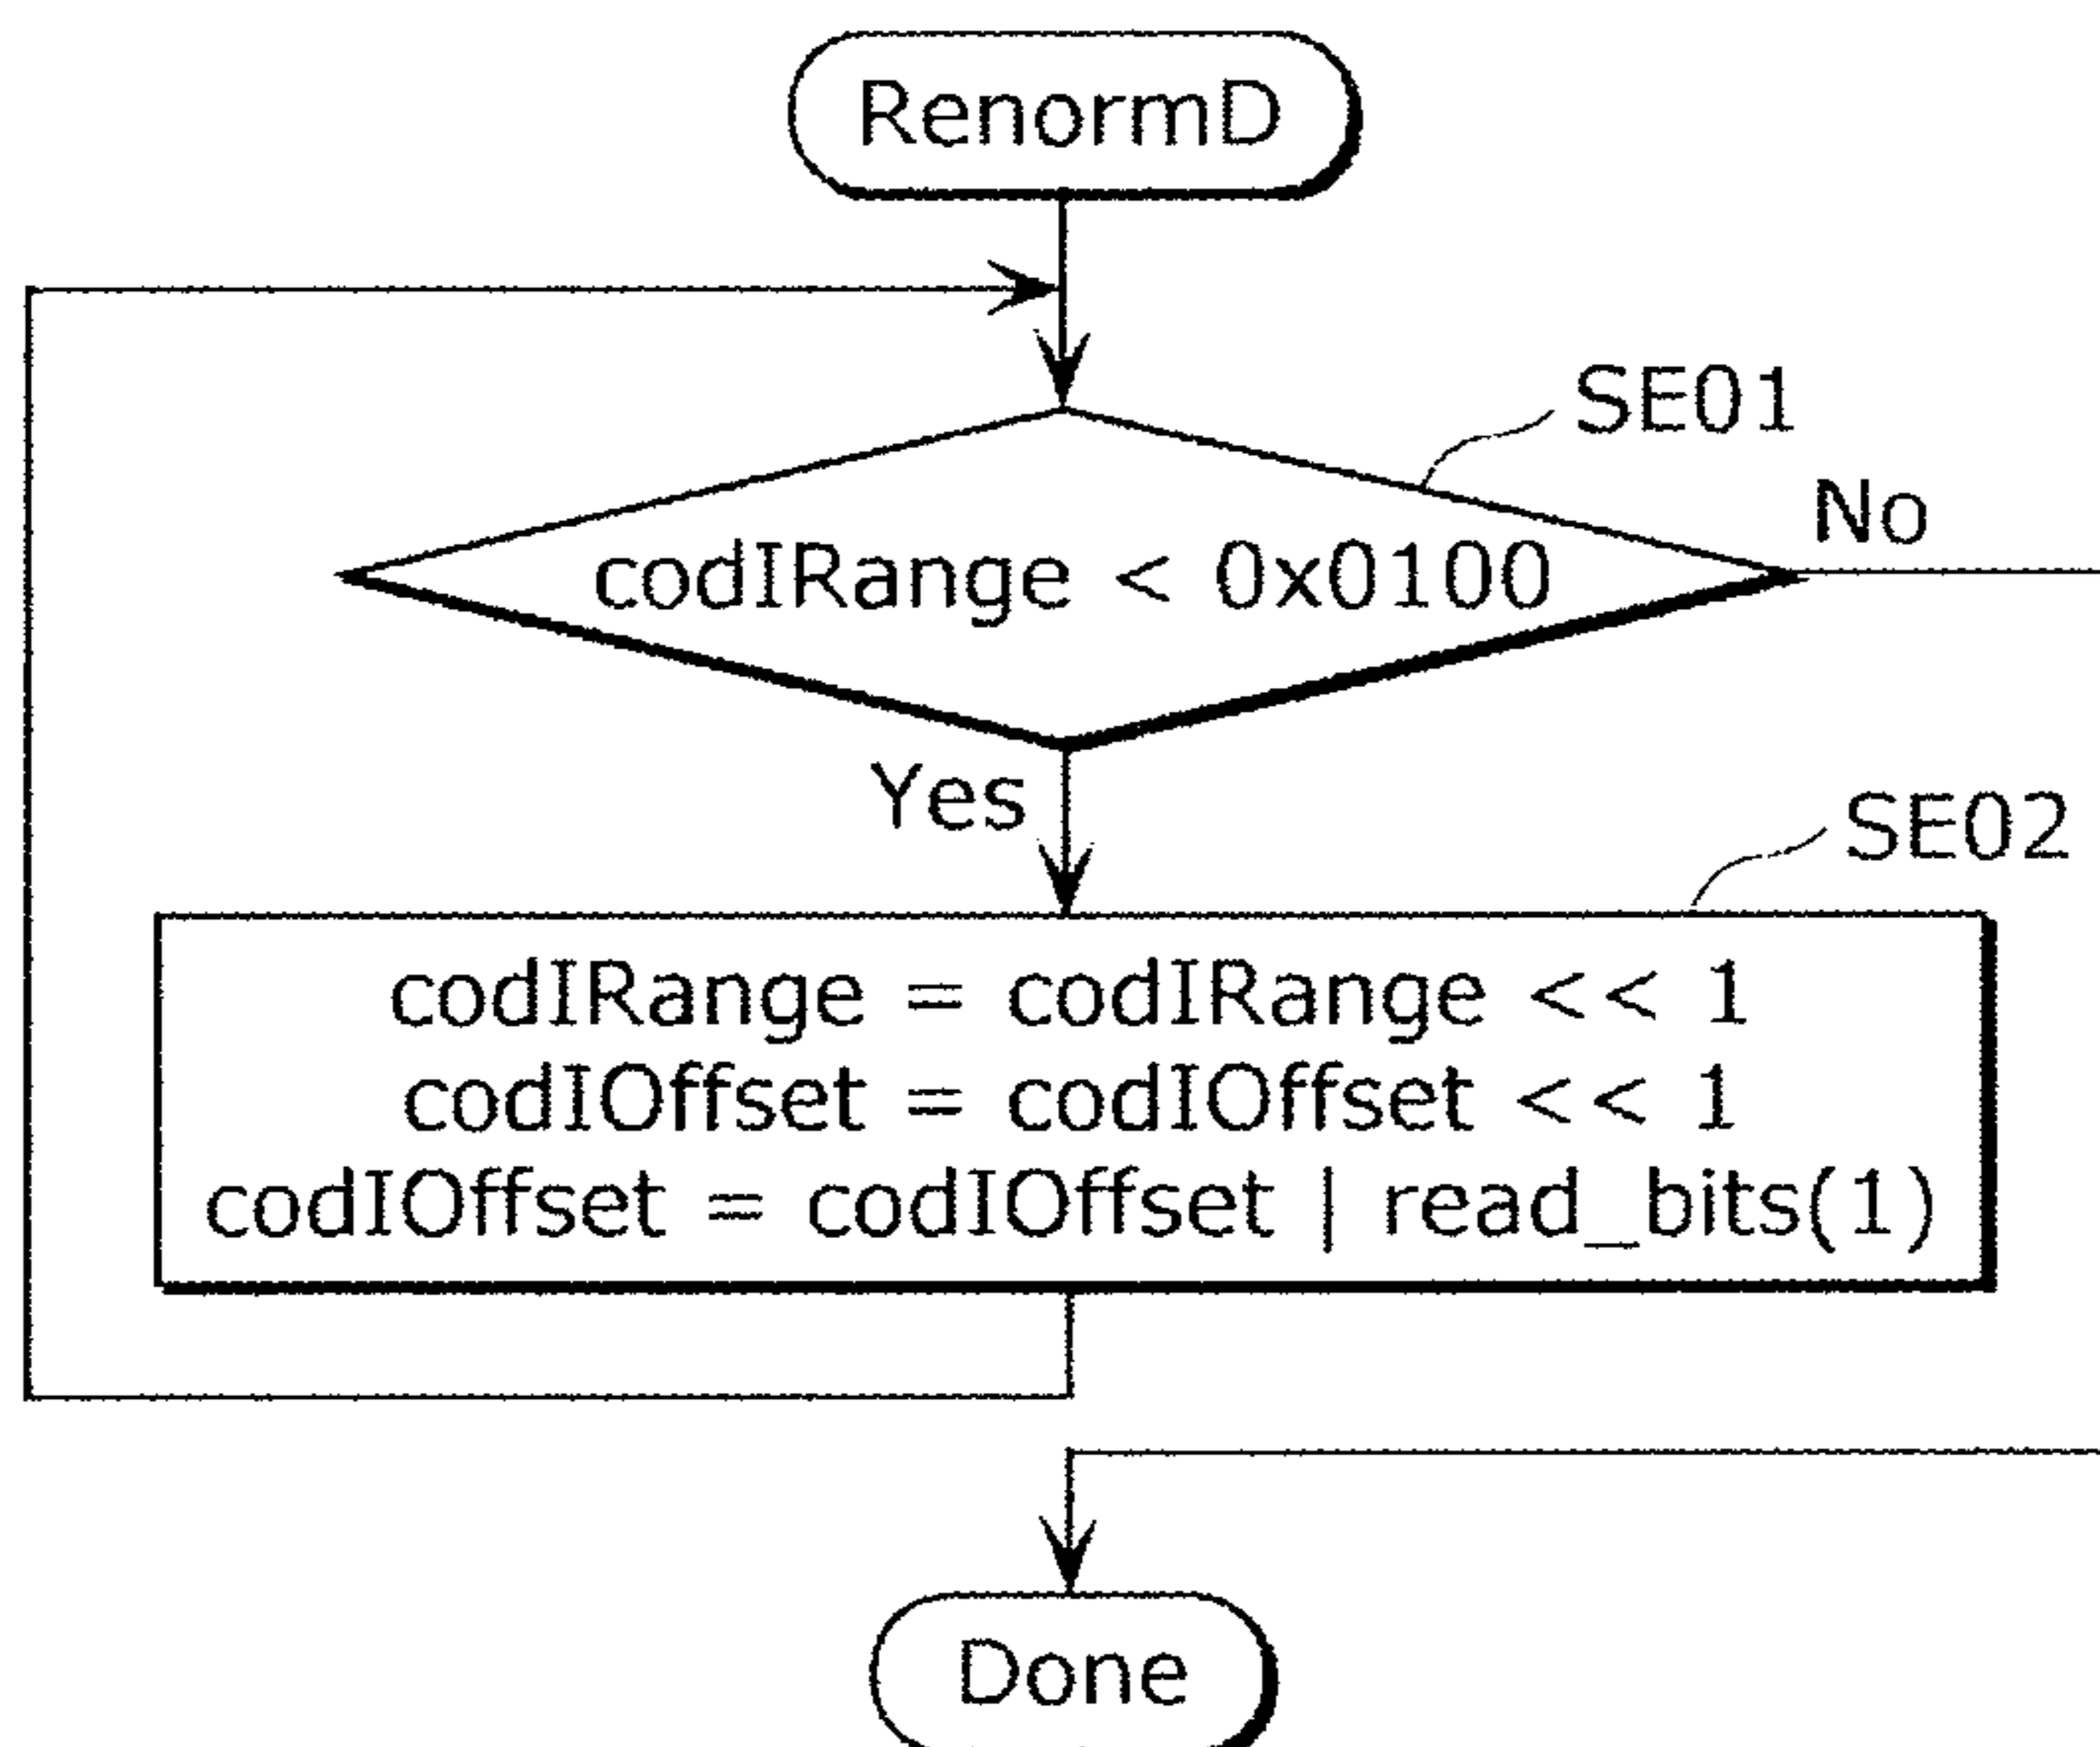 RenormD
SE01
No
codIRange < 0x0100
Yes
SE02
codIRange = codIRange << 1
codIOffset = codIOffset << 1
codIOffset = codIOffset | read_bits(1)
Done